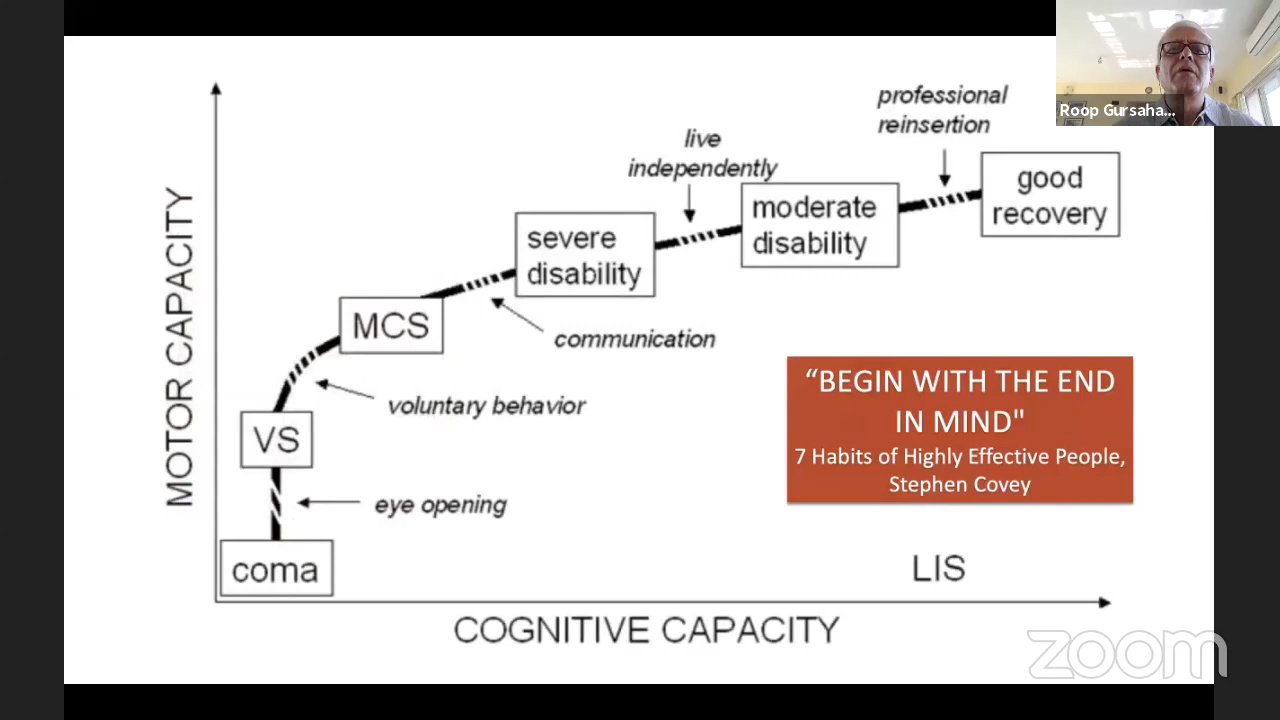 Roop Gursaha...
professional
reinsertion
live
independently
good
recovery
moderate
disability
severe
disability
MCS
communication
voluntary behavior
VS
eye opening
coma
MOTOR CAPACITY
“BEGIN WITH THE END
IN MIND"
7 Habits of Highly Effective People,
Stephen Covey
LIS
COGNITIVE CAPACITY
zoom